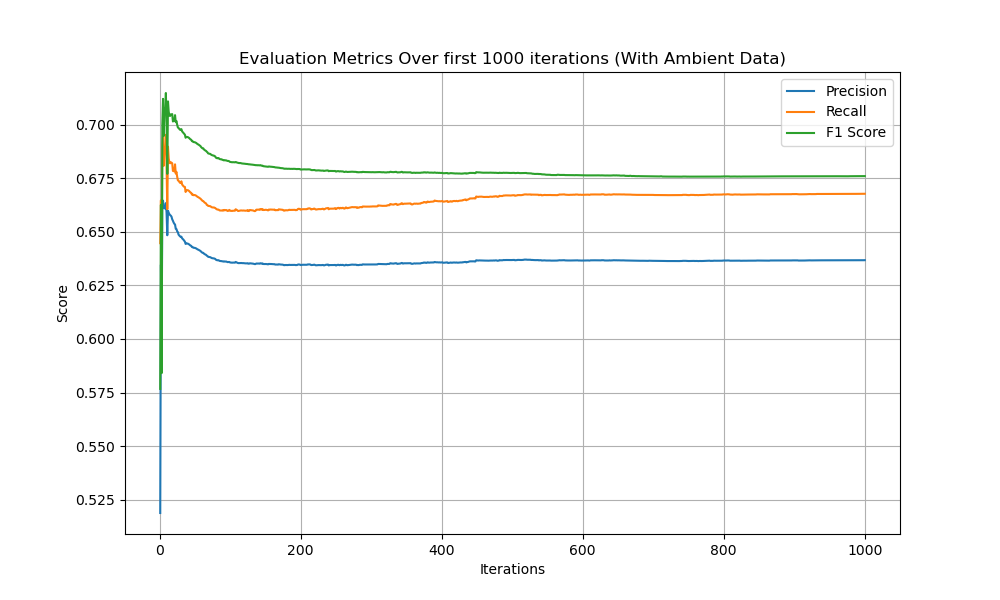 Evaluation Metrics Over first 1000 iterations (With Ambient Data)
Precision
Recall
F1 Score
0.700
0.675
0.650
0.625
0.600
0.575
0.550
0.525
Score
0 200 400 600 800 1000
Iterations